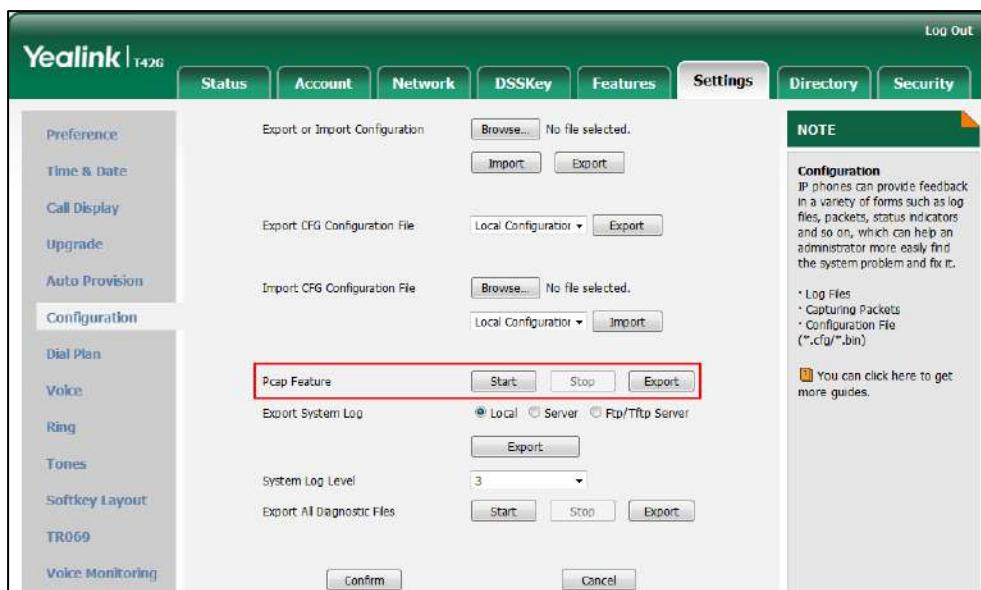 Log Out
Yealink T42G
Status Account Network DSSKey Features Settings Directory Security
Preference
Time & Date
Call Display
Upgrade
Auto Provision
Configuration
Dial Plan
Voice
Ring
Tones
Softkey Layout
TR069
Voice Monitoring
Export or Import Configuration Browse... No file selected.
Import Export
Export CFG Configuration File Local Configuration Export
Import CFG Configuration File Browse... No file selected.
Local Configuration Import
Pcap Feature Start Stop Export
Export System Log Local Server Ftp/Tftp Server
Export
System Log Level 3
Export All Diagnostic Files Start Stop Export
Confirm Cancel
NOTE
Configuration
IP phones can provide feedback
in a variety of forms such as log
files, packets, status indicators
and so on, which can help an
administrator more easily find
the system problem and fix it.
· Log Files
· Capturing Packets
· Configuration File
(*.cfg/*.bin)
You can click here to get
more guides.